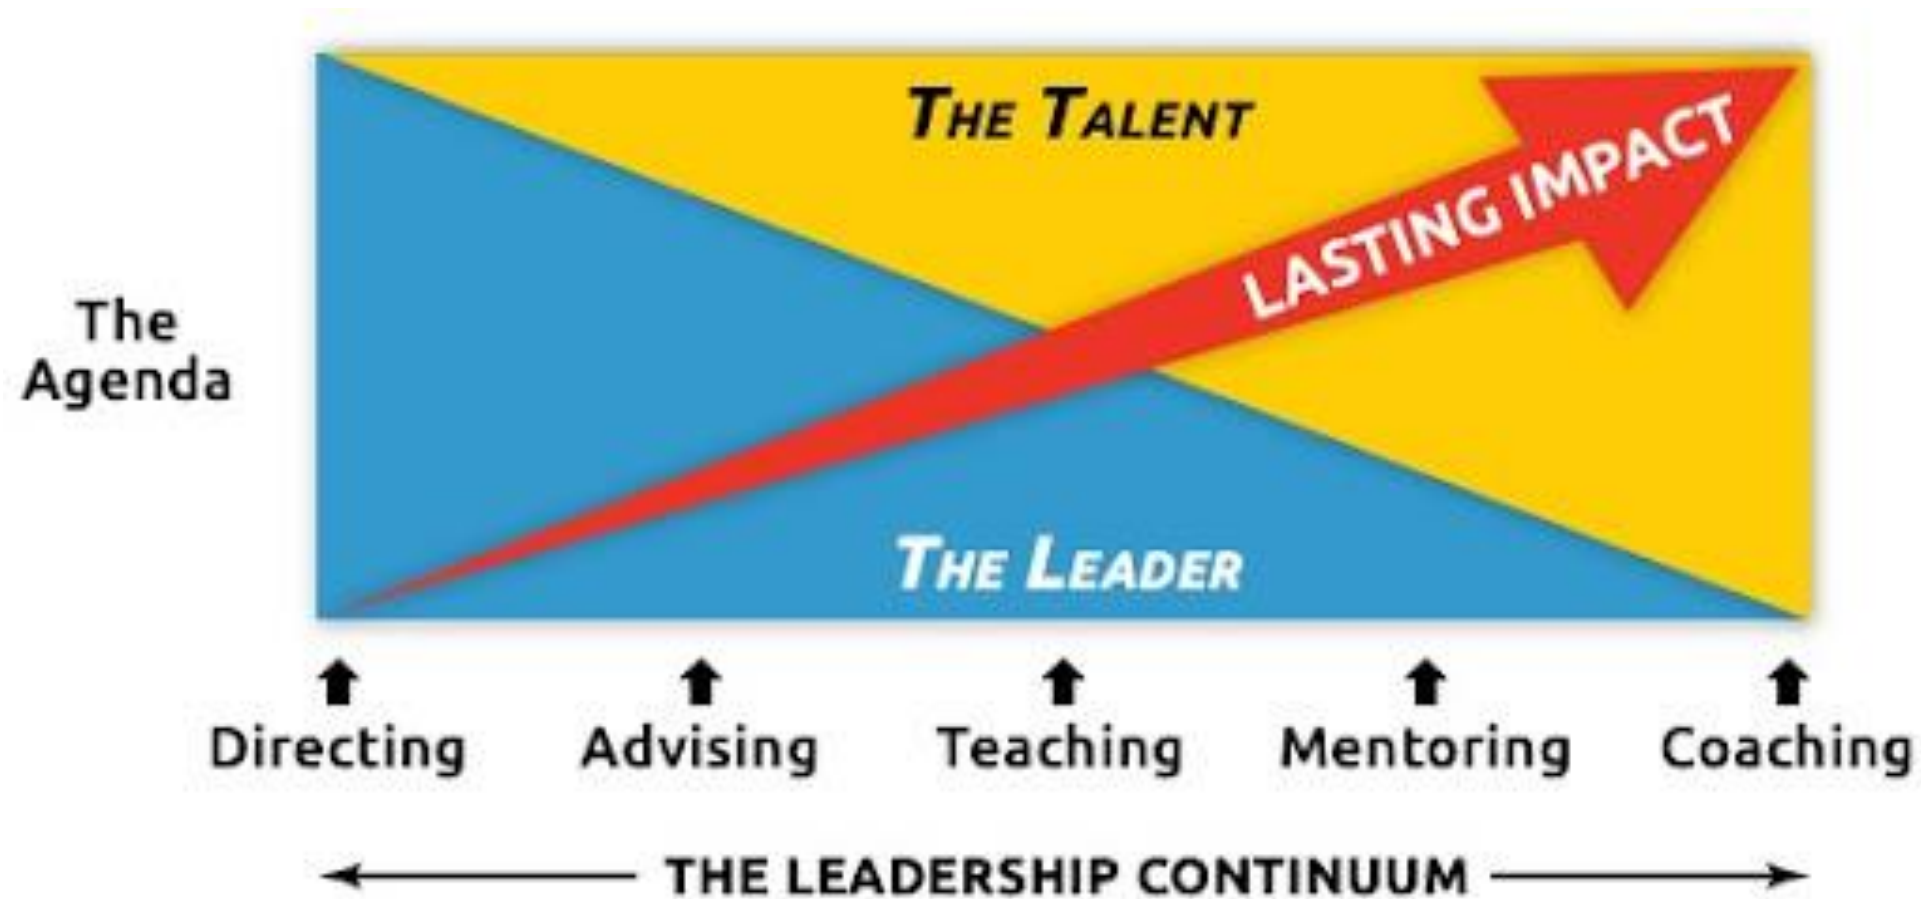 THE TALENT
LASTING IMPACT
The
Agenda
THE LEADER
Directing
Advising
Teaching
Mentoring
Coaching
THE LEADERSHIP CONTINUUM